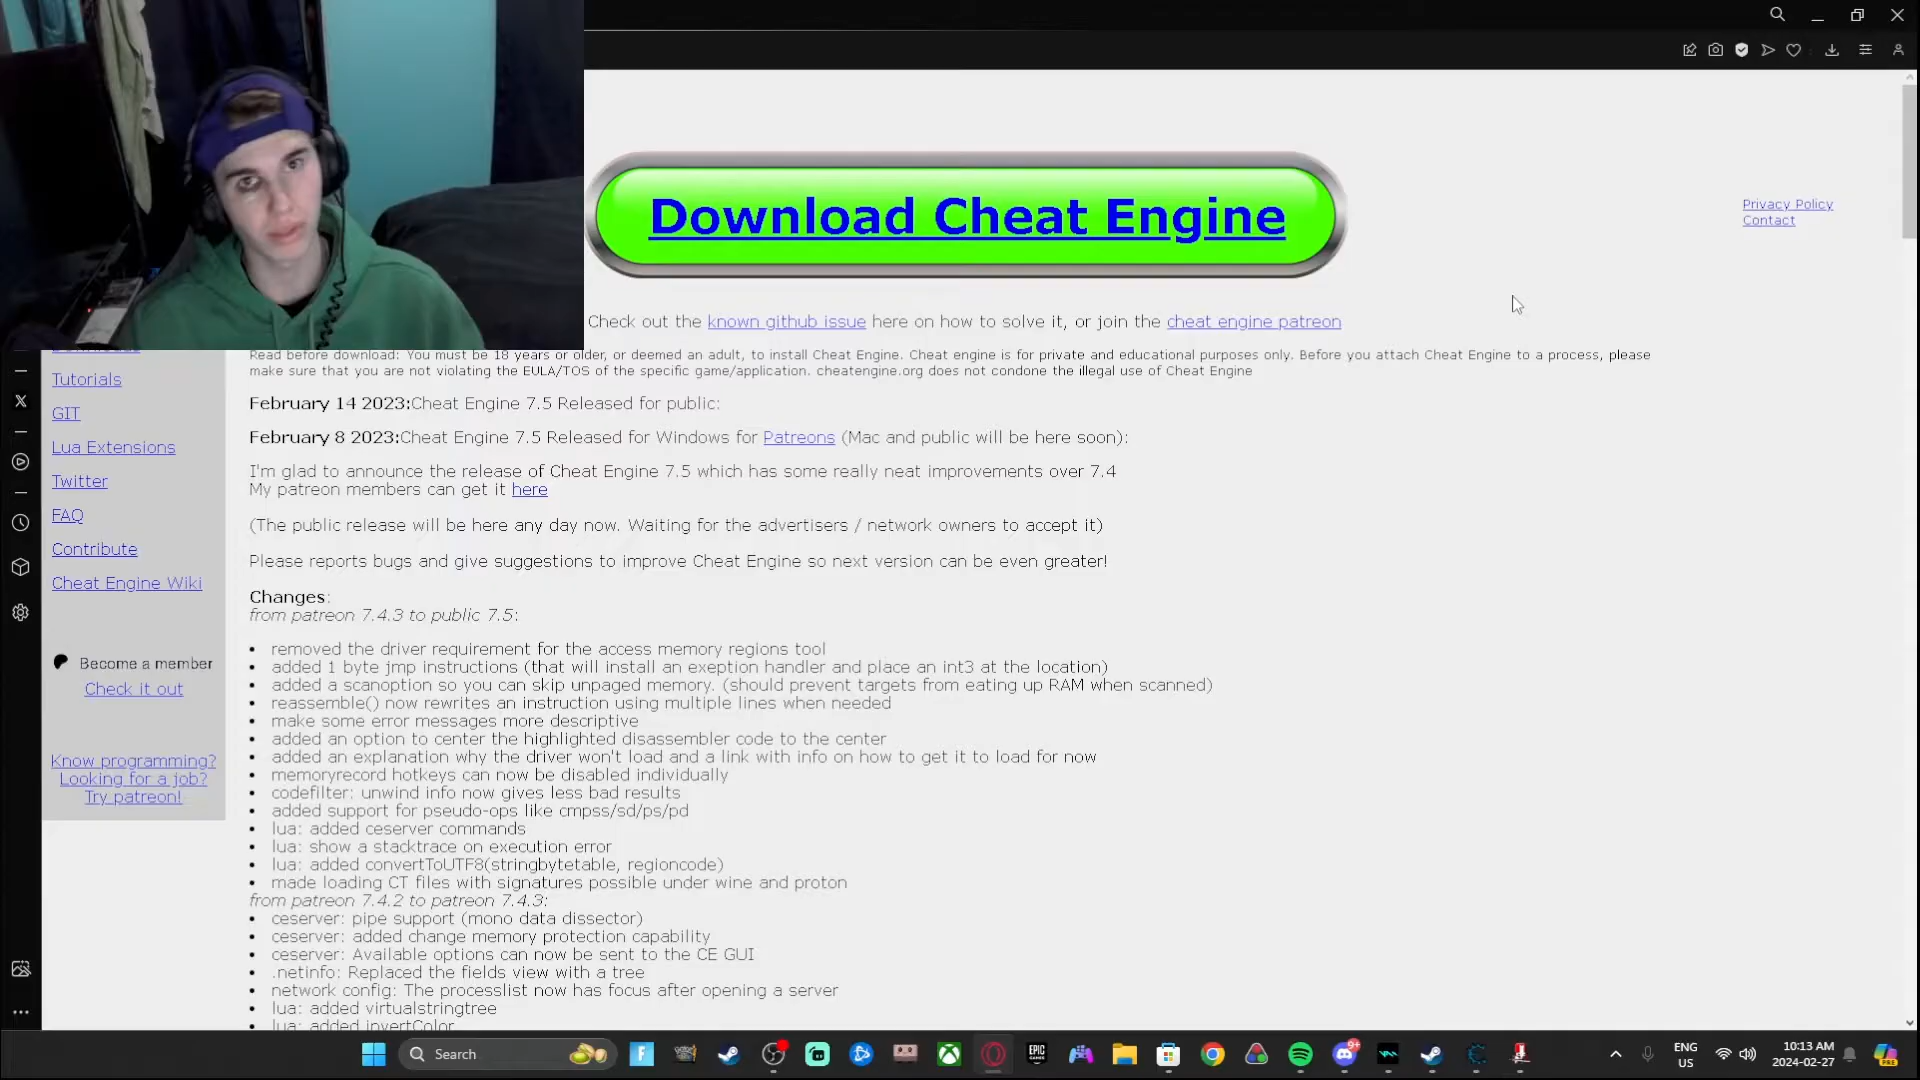 Download Cheat Engine
Privacy Policy
Contact
Check out the known github issue here on how to solve it, or join the cheat engine patreon
Read before download: You must be 18 years or older, or deemed an adult, to install Cheat Engine. Cheat engine is for private and educational purposes only. Before you attach Cheat Engine to a process, please
make sure that you are not violating the EULA/TOS of the specific game/application. cheatengine.org does not condone the illegal use of Cheat Engine
Tutorials
GIT
Lua Extensions
Twitter
FAQ
Contribute
Cheat Engine Wiki
Become a member
Check it out
Know programming?
Looking for a job?
Try patreon!
February 14 2023:Cheat Engine 7.5 Released for public:
February 8 2023:Cheat Engine 7.5 Released for Windows for Patreons (Mac and public will be here soon):
I'm glad to announce the release of Cheat Engine 7.5 which has some really neat improvements over 7.4
My patreon members can get it here
(The public release will be here any day now. Waiting for the advertisers / network owners to accept it)
Please reports bugs and give suggestions to improve Cheat Engine so next version can be even greater!
Changes:
from patreon 7.4.3 to public 7.5:
• removed the driver requirement for the access memory regions tool
• added 1 byte jmp instructions (that will install an exeption handler and place an int3 at the location)
• added a scanoption so you can skip unpaged memory. (should prevent targets from eating up RAM when scanned)
• reassemble() now rewrites an instruction using multiple lines when needed
• make some error messages more descriptive
• added an option to center the highlighted disassembler code to the center
• added an explanation why the driver won't load and a link with info on how to get it to load for now
• memoryrecord hotkeys can now be disabled individually
• codefilter: unwind info now gives less bad results
• added support for pseudo-ops like cmpss/sd/ps/pd
• lua: added ceserver commands
• lua: show a stacktrace on execution error
• lua: added convertToUTF8(stringbytetable, regioncode)
• made loading CT files with signatures possible under wine and proton
from patreon 7.4.2 to patreon 7.4.3:
• ceserver: pipe support (mono data dissector)
• ceserver: added change memory protection capability
• ceserver: Available options can now be sent to the CE GUI
• .netinfo: Replaced the fields view with a tree
• network config: The processlist now has focus after opening a server
• lua: added virtualstringtree
• lua: added invertColor
Search
EPIC
GAMES
9+
ENG
US
10:13 AM
2024-02-27
PRE